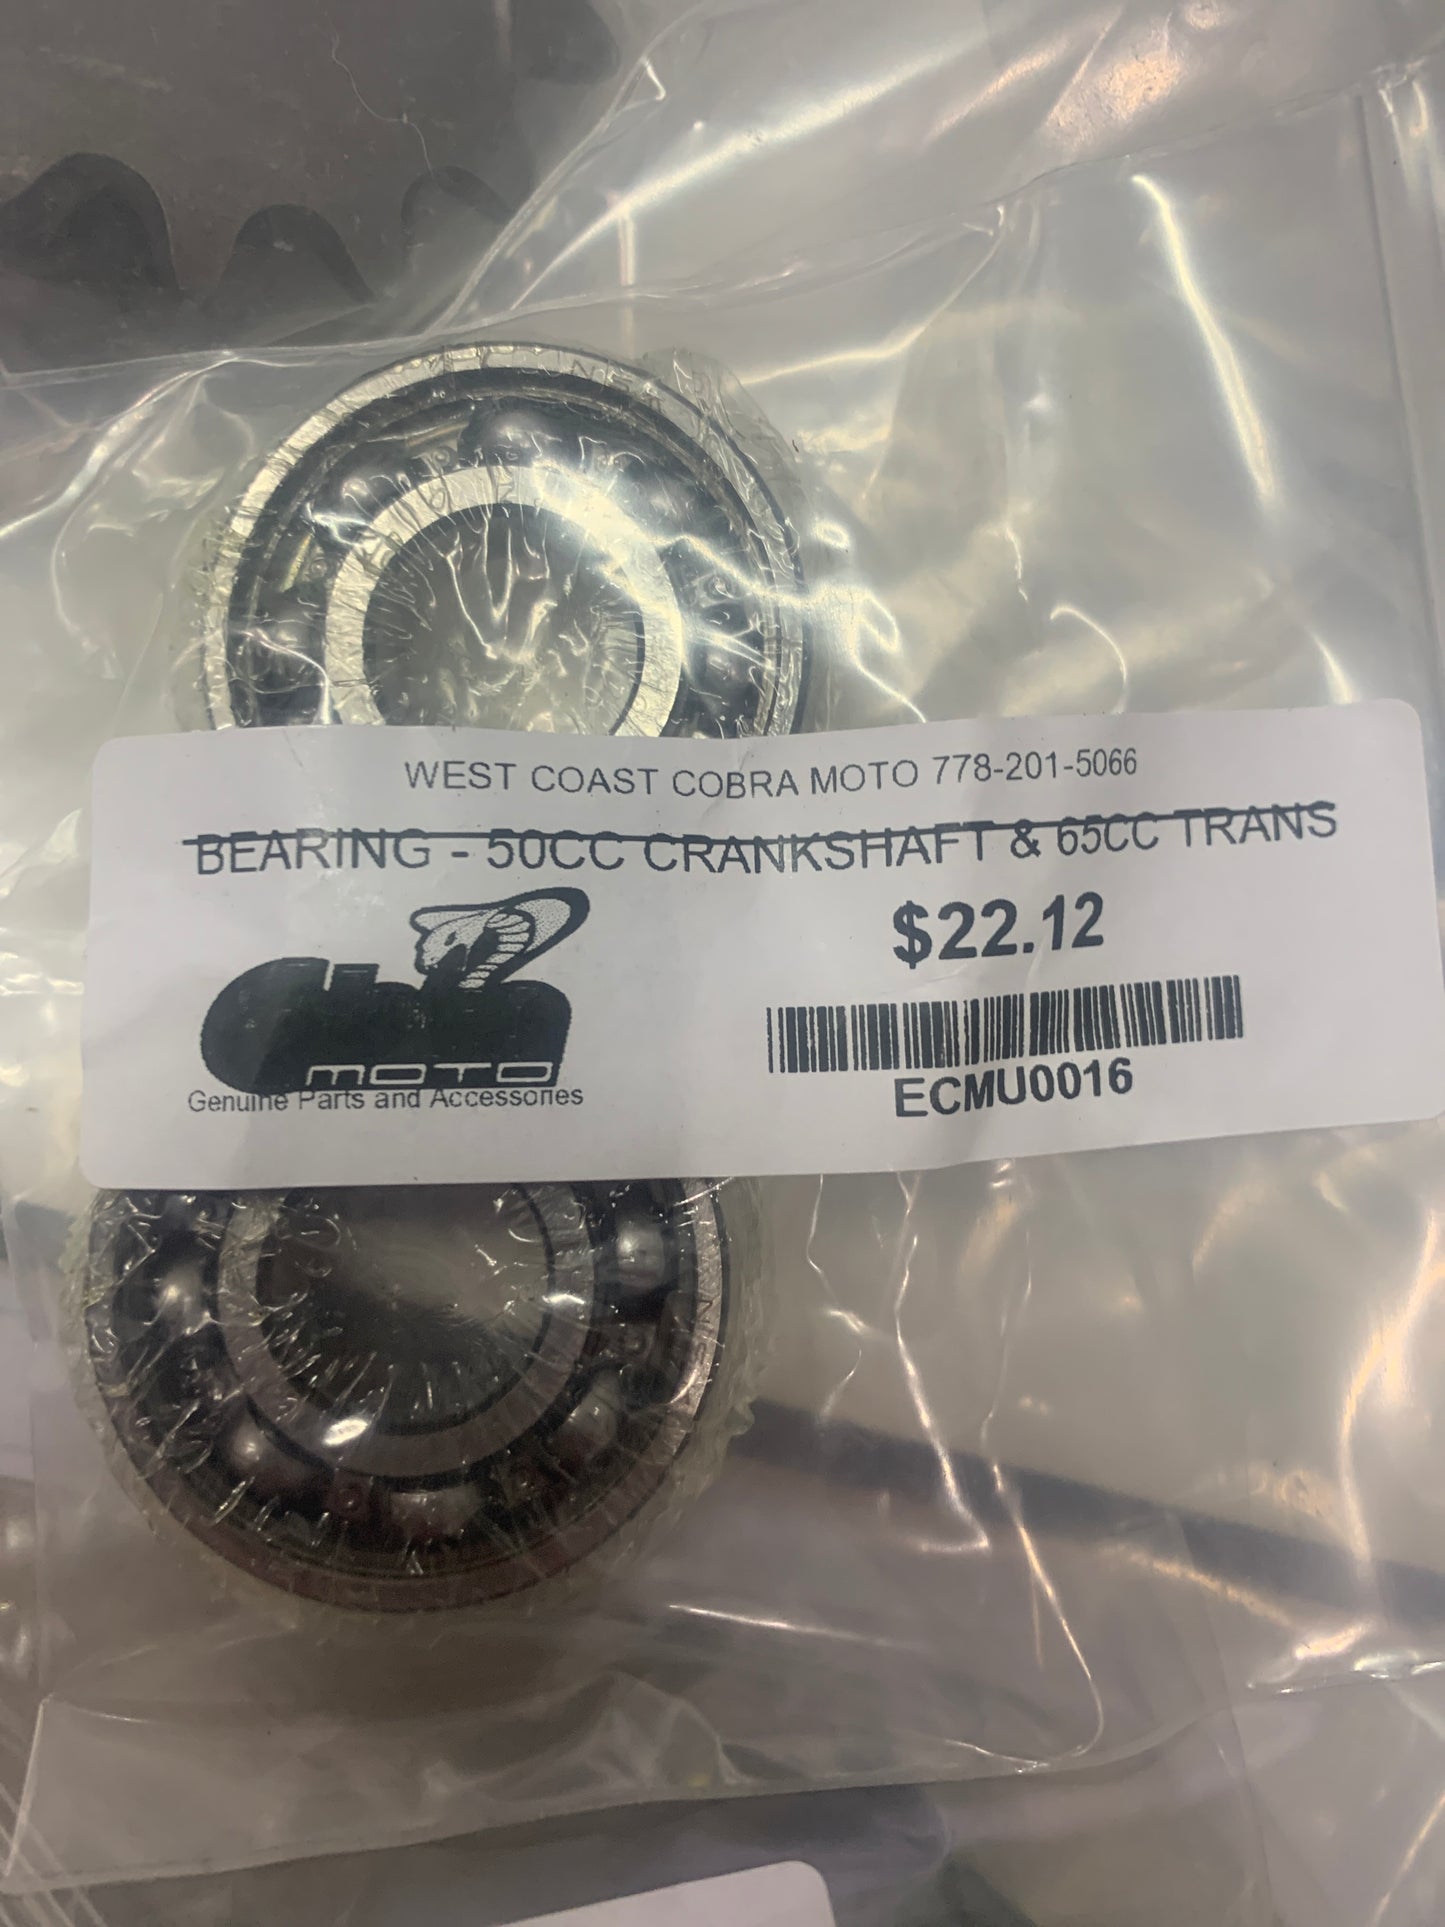 WEST COAST COBRA MOTO 778-201-5066
BEARING - 50CC CRANKSHAFT & 65CC TRANS
$22.12
MOTO
Genuine Parts and Accessories
ECMU0016